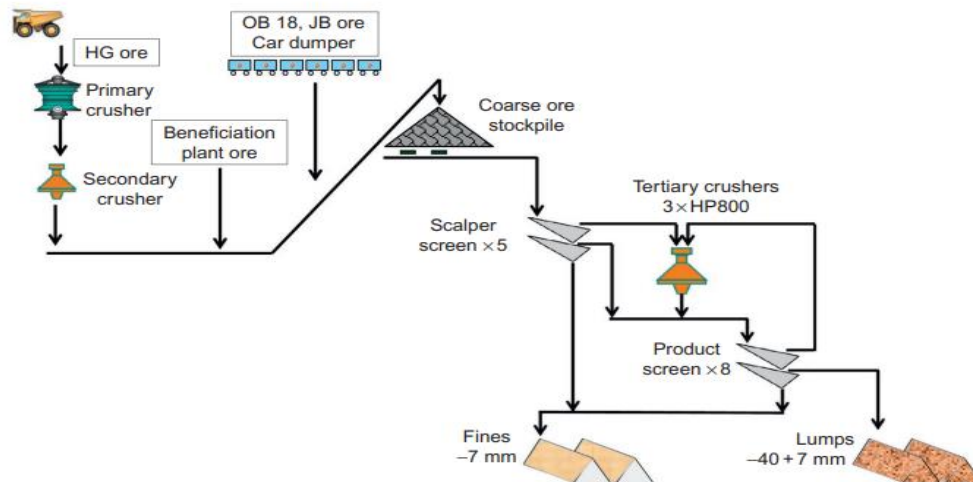 HG ore
Primary
crusher
Secondary
crusher
Beneficiation
plant ore
OB 18, JB ore
Car dumper
Coarse ore
stockpile
Scalper
screen ×5
Tertiary crushers
3×HP800
Product
screen ×8
Fines
–7 mm
Lumps
–40 + 7 mm